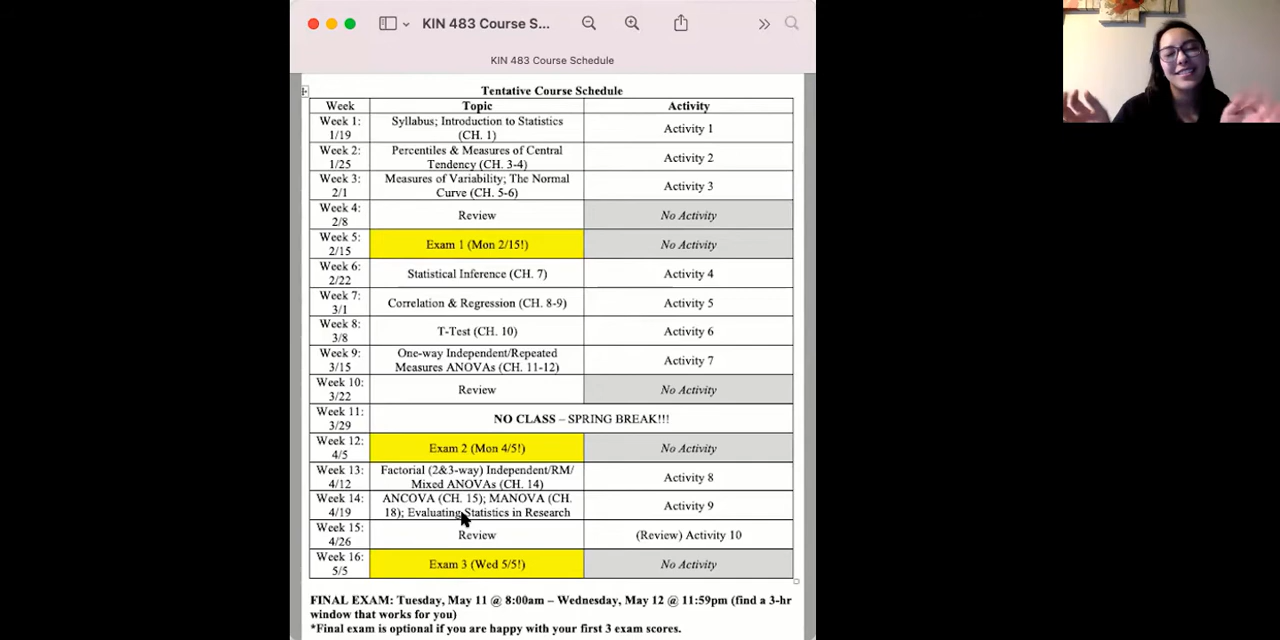 KIN 483 Course S...
KIN 483 Course Schedule
Tentative Course Schedule
Week Topic Activity
Week 1: 1/19 Syllabus; Introduction to Statistics (CH. 1) Activity 1
Week 2: 1/25 Percentiles & Measures of Central Tendency (CH. 3-4) Activity 2
Week 3: 2/1 Measures of Variability; The Normal Curve (CH. 5-6) Activity 3
Week 4: 2/8 Review No Activity
Week 5: 2/15 Exam 1 (Mon 2/15!) No Activity
Week 6: 2/22 Statistical Inference (CH. 7) Activity 4
Week 7: 3/1 Correlation & Regression (CH. 8-9) Activity 5
Week 8: 3/8 T-Test (CH. 10) Activity 6
Week 9: 3/15 One-way Independent/Repeated Measures ANOVAs (CH. 11-12) Activity 7
Week 10: 3/22 Review No Activity
Week 11: 3/29 NO CLASS – SPRING BREAK!!!
Week 12: 4/5 Exam 2 (Mon 4/5!) No Activity
Week 13: 4/12 Factorial (2&3-way) Independent/RM/ Mixed ANOVAs (CH. 14) Activity 8
Week 14: 4/19 ANCOVA (CH. 15); MANOVA (CH. 18); Evaluating Statistics in Research Activity 9
Week 15: 4/26 Review (Review) Activity 10
Week 16: 5/5 Exam 3 (Wed 5/5!) No Activity
FINAL EXAM: Tuesday, May 11 @ 8:00am – Wednesday, May 12 @ 11:59pm (find a 3-hr
window that works for you)
*Final exam is optional if you are happy with your first 3 exam scores.